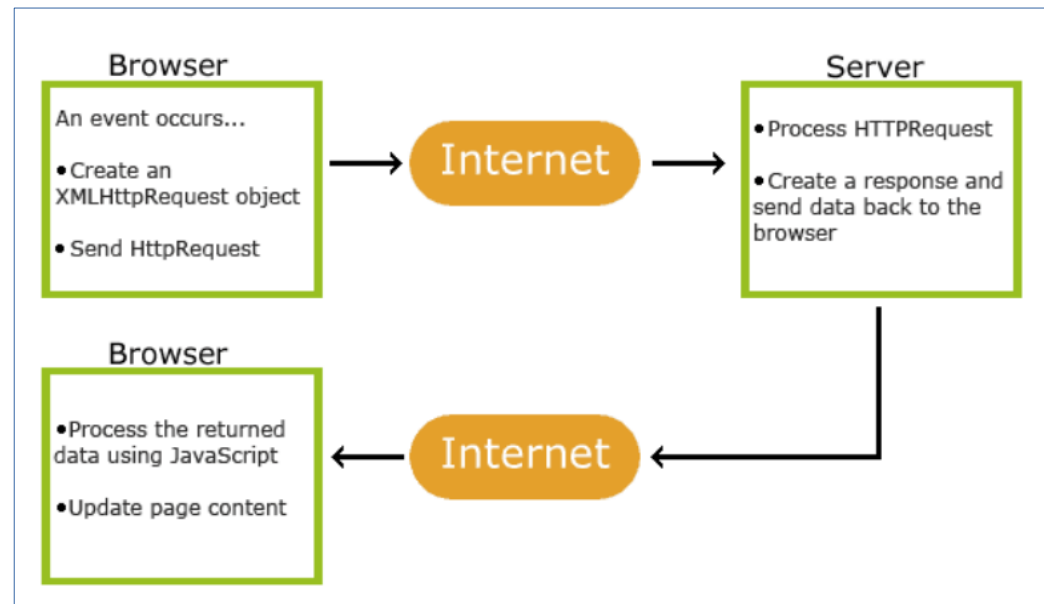 Browser
An event occurs...
•Create an
XMLHttpRequest object
• Send HttpRequest
Internet
Server
•Process HTTPRequest
•Create a response and
send data back to the
browser
Browser
•Process the returned
data using JavaScript
•Update page content
Internet